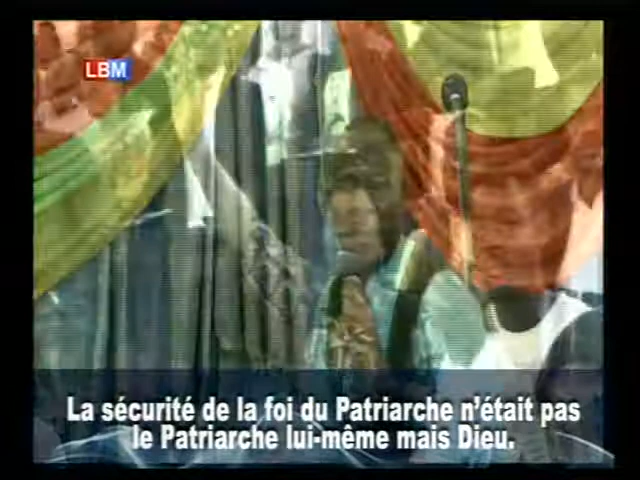 LBM
La sécurité de la foi du Patriarche n'était pas
le Patriarche lui-même mais Dieu.